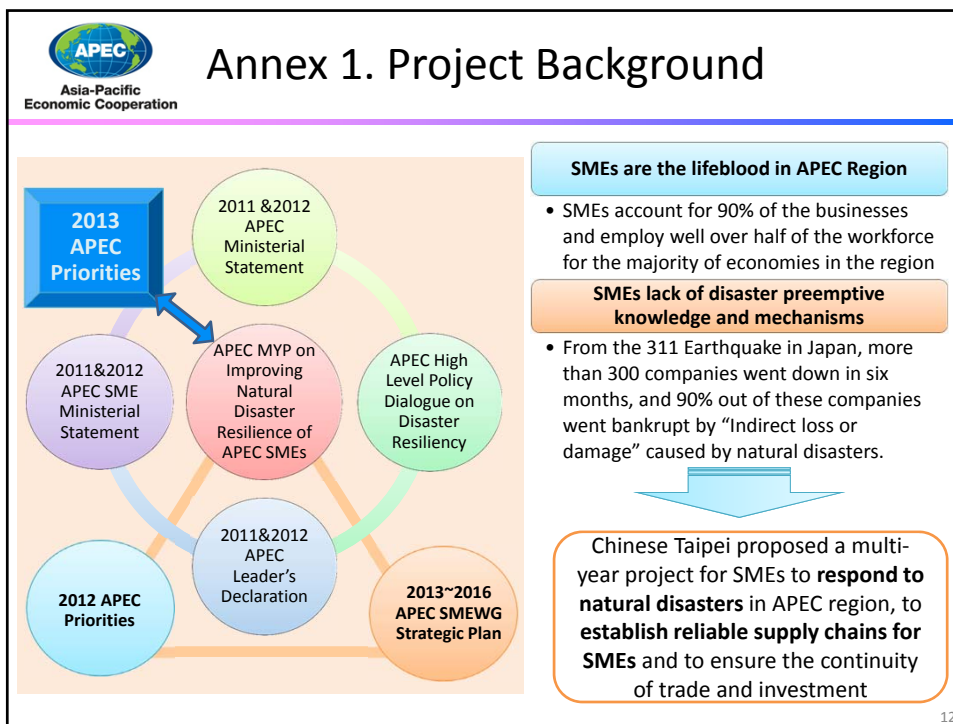 APEC
Asia-Pacific
Economic Cooperation
Annex 1. Project Background
2013
APEC
Priorities
2011 &2012
APEC
Ministerial
Statement
2011&2012
APEC SME
Ministerial
Statement
APEC MYP on
Improving
Natural
Disaster
Resilience of
APEC SMEs
APEC High
Level Policy
Dialogue on
Disaster
Resiliency
2011&2012
APEC
Leader’s
Declaration
2012 APEC
Priorities
2013~2016
APEC SMEWG
Strategic Plan
SMEs are the lifeblood in APEC Region
• SMEs account for 90% of the businesses
and employ well over half of the workforce
for the majority of economies in the region
SMEs lack of disaster preemptive
knowledge and mechanisms
• From the 311 Earthquake in Japan, more
than 300 companies went down in six
months, and 90% out of these companies
went bankrupt by “Indirect loss or
damage” caused by natural disasters.
Chinese Taipei proposed a multi-
year project for SMEs to respond to
natural disasters in APEC region, to
establish reliable supply chains for
SMEs and to ensure the continuity
of trade and investment
12